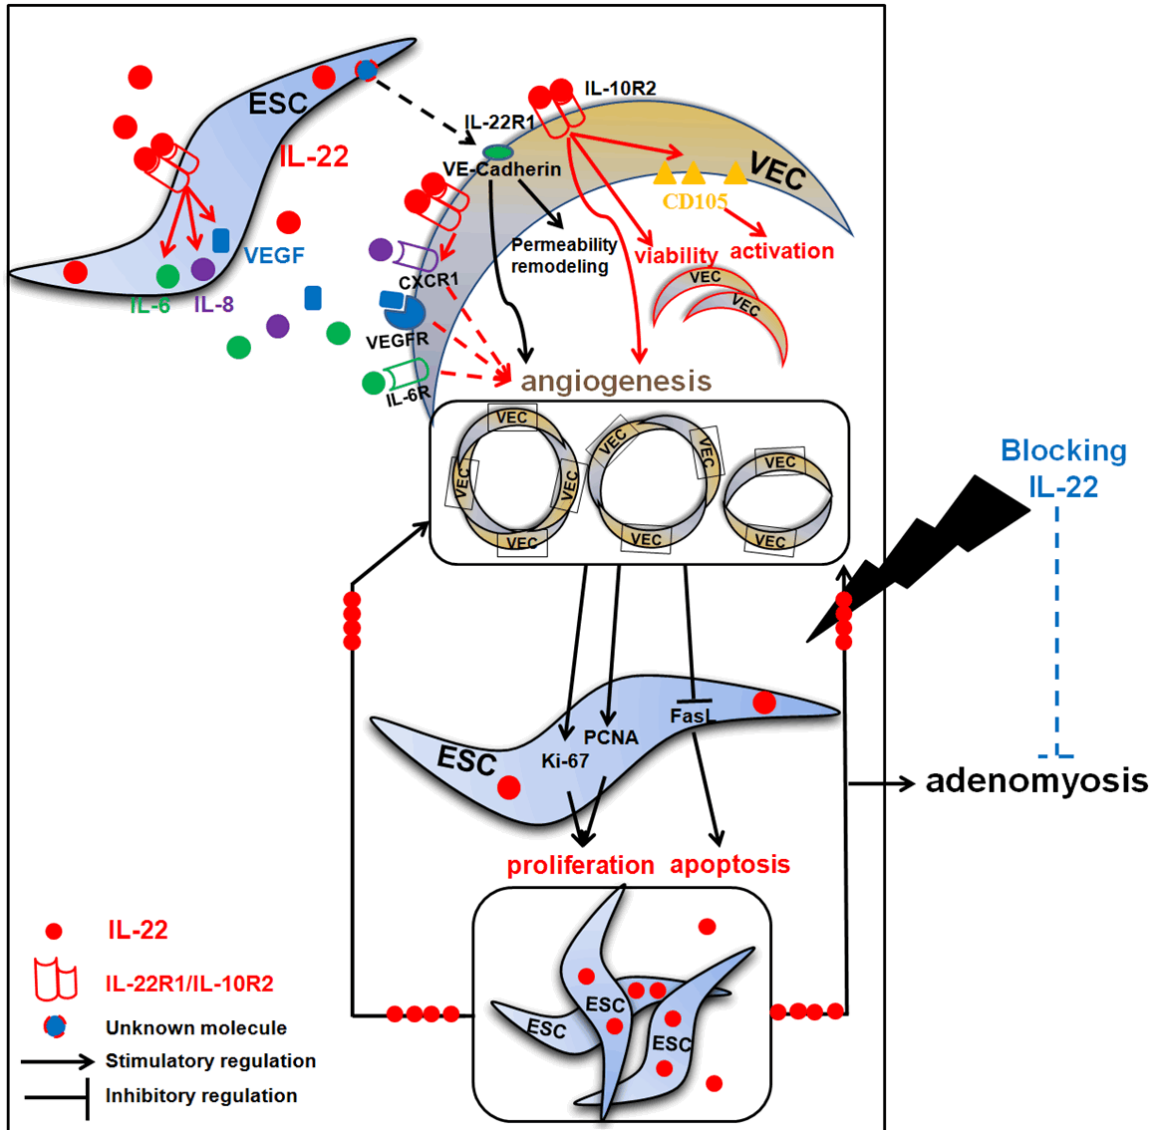 ESC
IL-22
VEGF
IL-6
IL-8
IL-10R2
IL-22R1
VE-Cadherin
VEC
CD105
Permeability
remodeling
viability
activation
CXCR1
VEGFR
IL-6R
VEC
VEC
angiogenesis
VEC
VEC
VEC
VEC
VEC
VEC
VEC
VEC
VEC
Blocking
IL-22
ESC
Ki-67
PCNA
FasL
adenomyosis
proliferation
apoptosis
ESC
ESC
ESC
IL-22
IL-22R1/IL-10R2
Unknown molecule
Stimulatory regulation
Inhibitory regulation